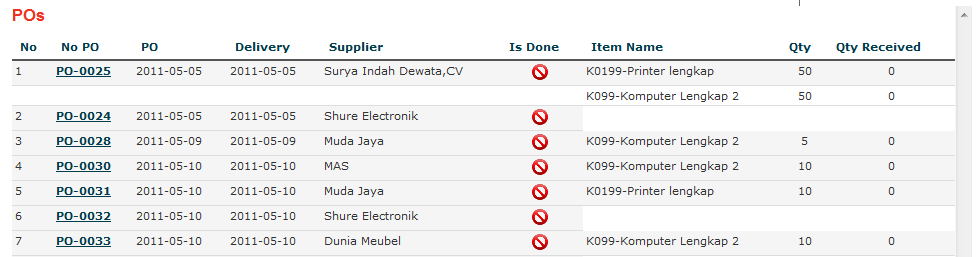 POs
No No PO PO Delivery Supplier Is Done Item Name Qty Qty Received
1 PO-0025 2011-05-05 2011-05-05 Surya Indah Dewata,CV K0199-Printer lengkap 50 0
K099-Komputer Lengkap 2 50 0
2 PO-0024 2011-05-05 2011-05-05 Shure Electronik
3 PO-0028 2011-05-09 2011-05-09 Muda Jaya K099-Komputer Lengkap 2 5 0
4 PO-0030 2011-05-10 2011-05-10 MAS K099-Komputer Lengkap 2 10 0
5 PO-0031 2011-05-10 2011-05-10 Muda Jaya K0199-Printer lengkap 10 0
6 PO-0032 2011-05-10 2011-05-10 Shure Electronik
7 PO-0033 2011-05-10 2011-05-10 Dunia Meubel K099-Komputer Lengkap 2 10 0